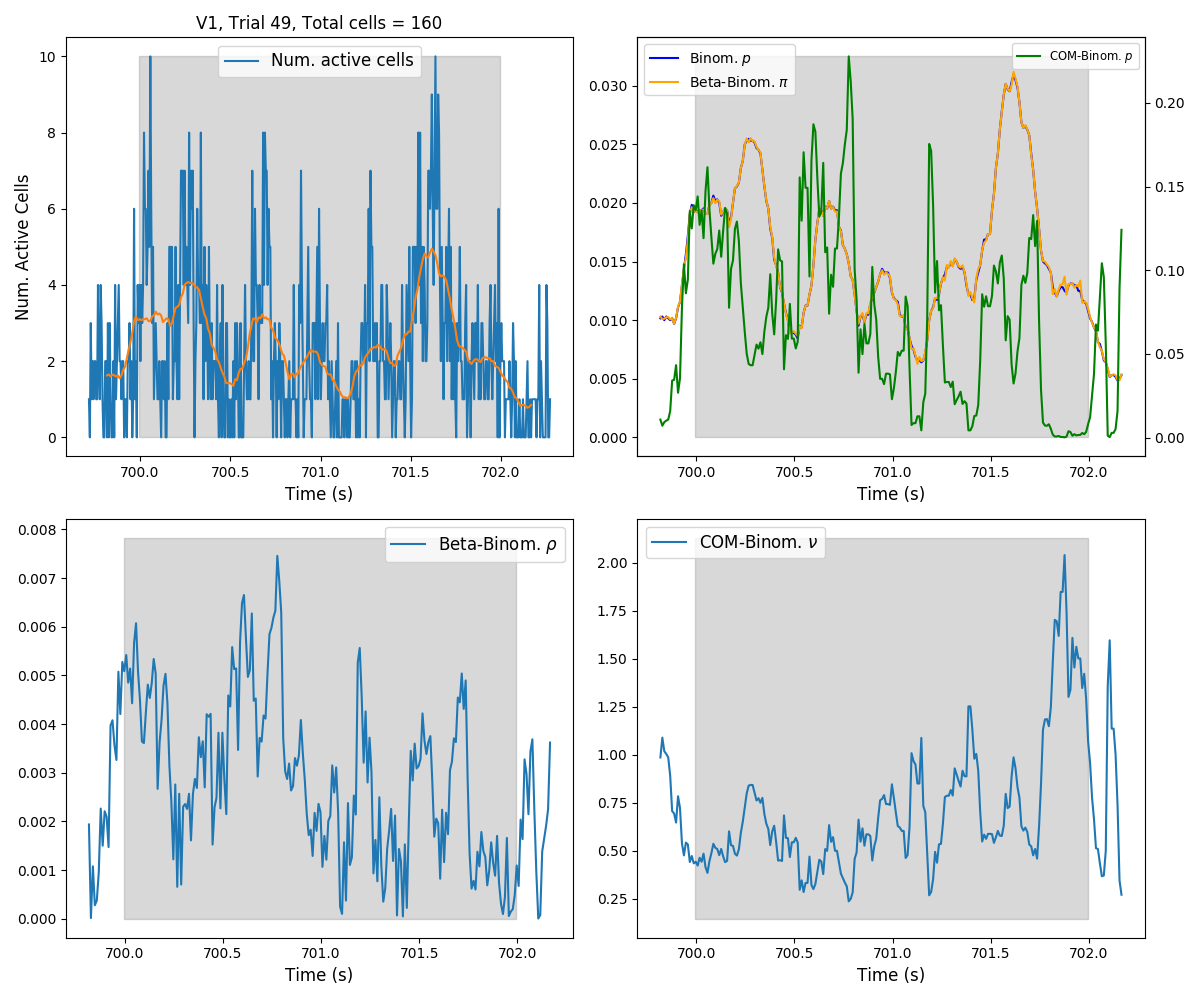 V1, Trial 49, Total cells = 160
Num. active cells
Num. Active Cells
10
8
6
4
2
0
700.0 700.5 701.0 701.5 702.0
Time (s)
Binom. p
Beta-Binom. π
COM-Binom. p
0.030
0.025
0.020
0.015
0.010
0.005
0.000
0.20
0.15
0.10
0.05
0.00
700.0 700.5 701.0 701.5 702.0
Time (s)
Beta-Binom. ρ
0.008
0.007
0.006
0.005
0.004
0.003
0.002
0.001
0.000
700.0 700.5 701.0 701.5 702.0
Time (s)
COM-Binom. ν
2.00
1.75
1.50
1.25
1.00
0.75
0.50
0.25
700.0 700.5 701.0 701.5 702.0
Time (s)